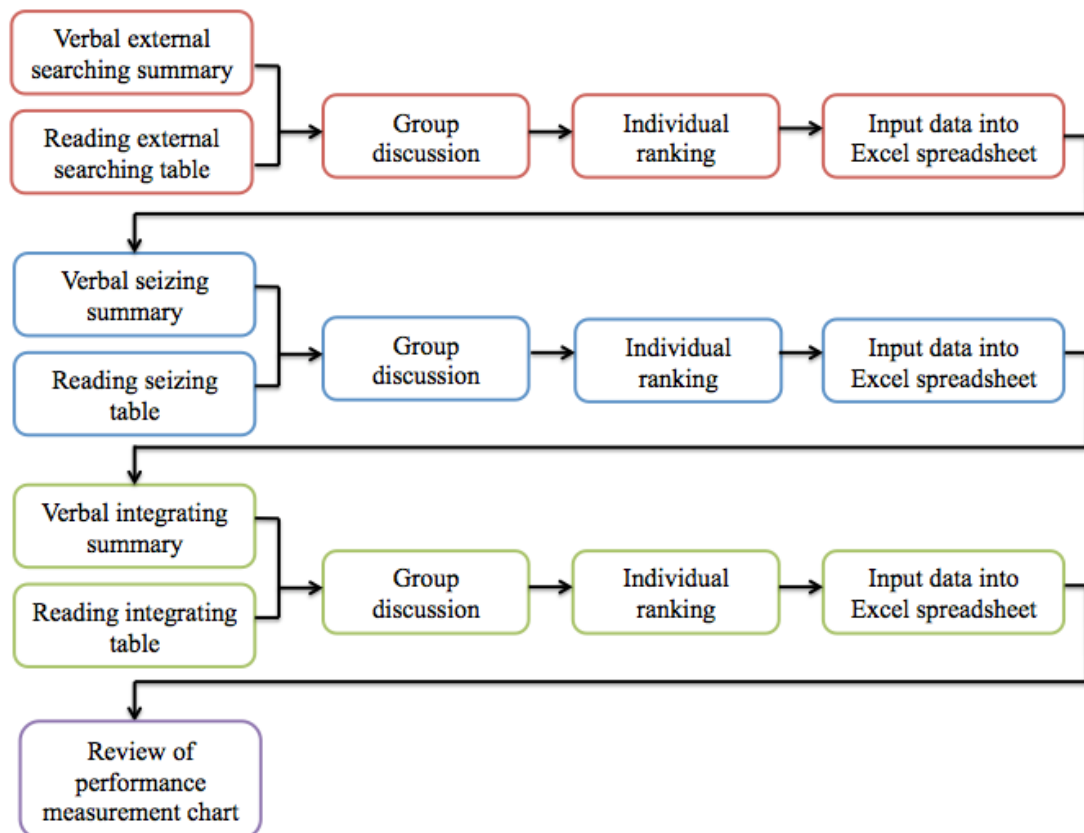 Verbal external
searching summary
Reading external
searching table
Group
discussion
Individual
ranking
Input data into
Excel spreadsheet
Verbal seizing
summary
Reading seizing
table
Group
discussion
Individual
ranking
Input data into
Excel spreadsheet
Verbal integrating
summary
Reading integrating
table
Group
discussion
Individual
ranking
Input data into
Excel spreadsheet
Review of
performance
measurement chart